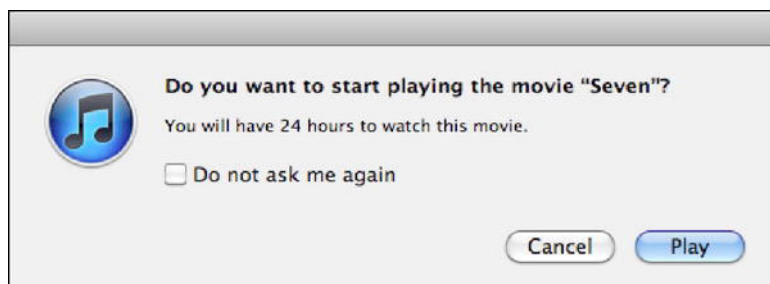 Do you want to start playing the movie “Seven”?
You will have 24 hours to watch this movie.
Do not ask me again
Cancel Play